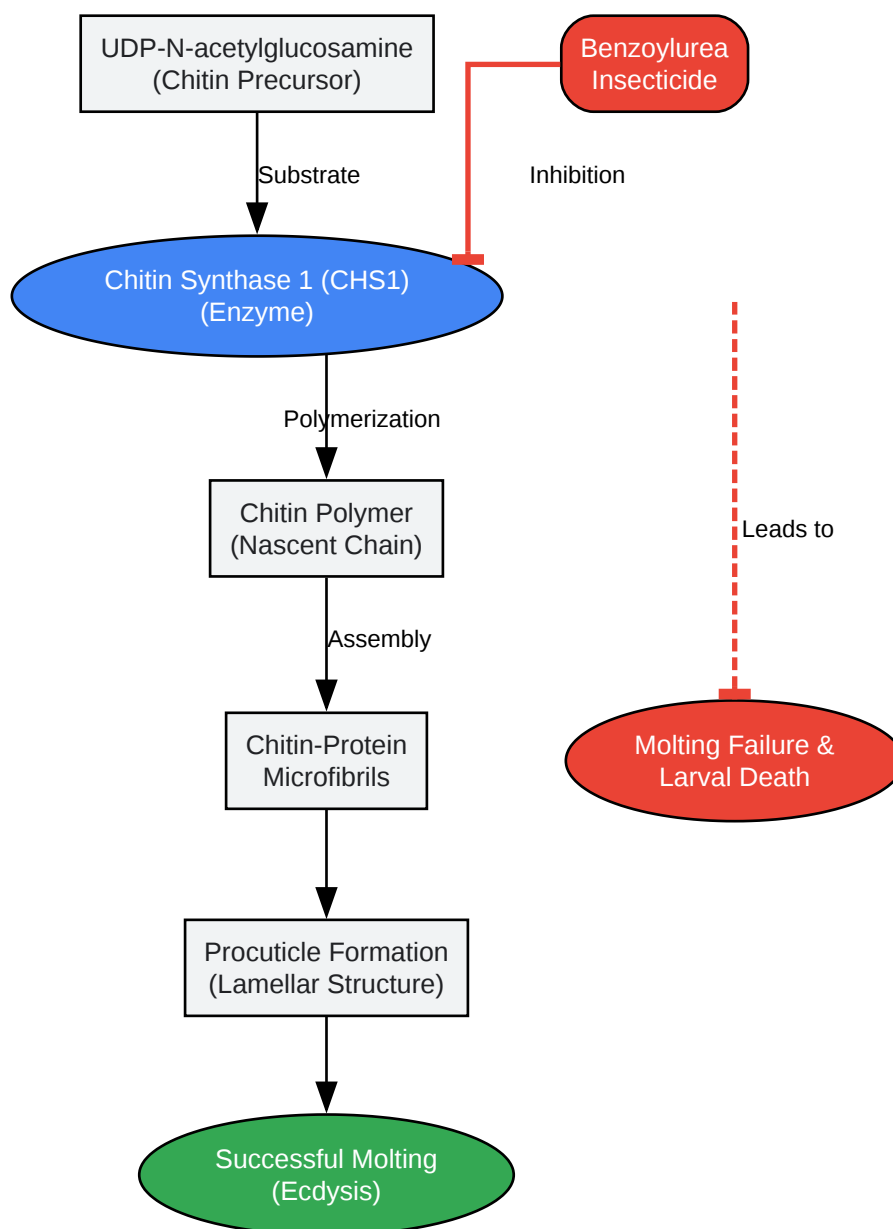 UDP-N-acetylglucosamine
(Chitin Precursor)
Benzoylurea
Insecticide
Substrate
Inhibition
Chitin Synthase 1 (CHS1)
(Enzyme)
Polymerization
Chitin Polymer
(Nascent Chain)
Leads to
Assembly
Chitin-Protein
Microfibrils
Molting Failure &
Larval Death
Procuticle Formation
(Lamellar Structure)
Successful Molting
(Ecdysis)